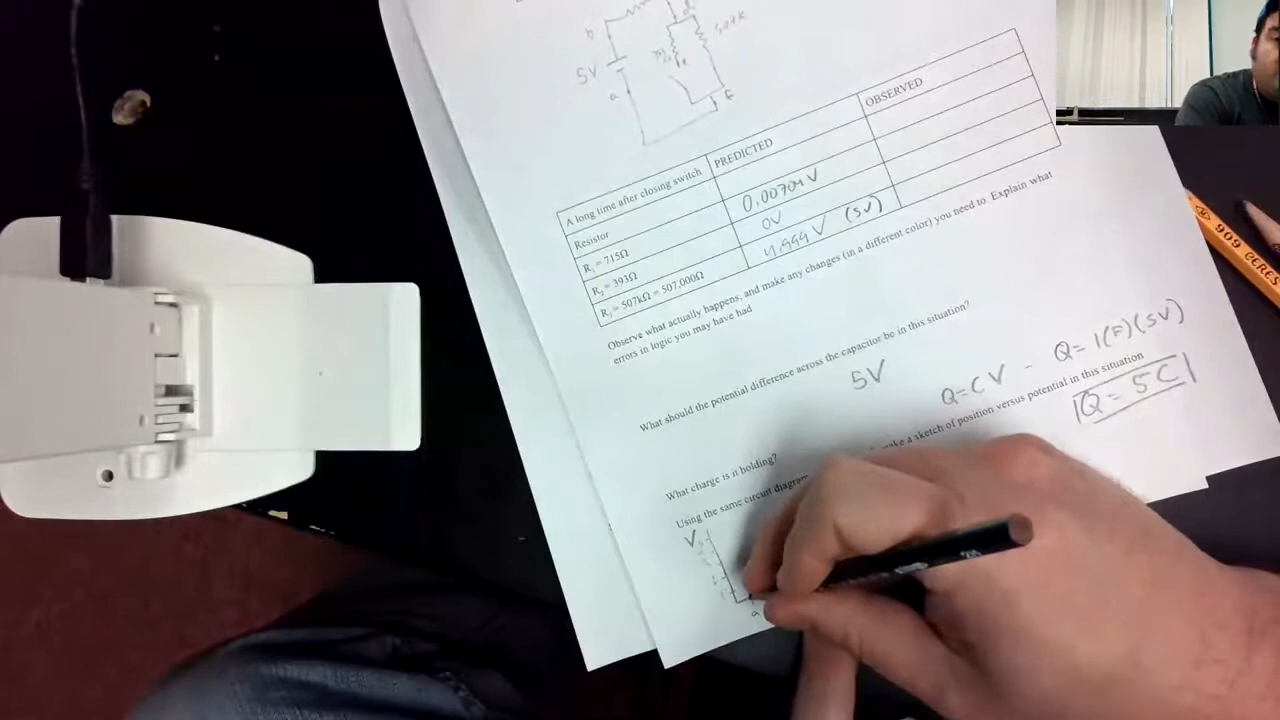 b
d
507k
5V
a
A long time after closing switch PREDICTED OBSERVED
Resistor
R₁ = 715Ω 0.00704 V
R₂ = 393Ω 0V
R₃ = 507kΩ = 507,000Ω 4.999 V (5V)
Observe what actually happens, and make any changes (in a different color) you need to. Explain what
errors in logic you may have had
What should the potential difference across the capacitor be in this situation?
5V
Q=CV - Q=1(F)(5V)
Q = 5C
What charge is it holding?
Using the same circuit diagram make a sketch of position versus potential in this situation
V
a
909 CERES